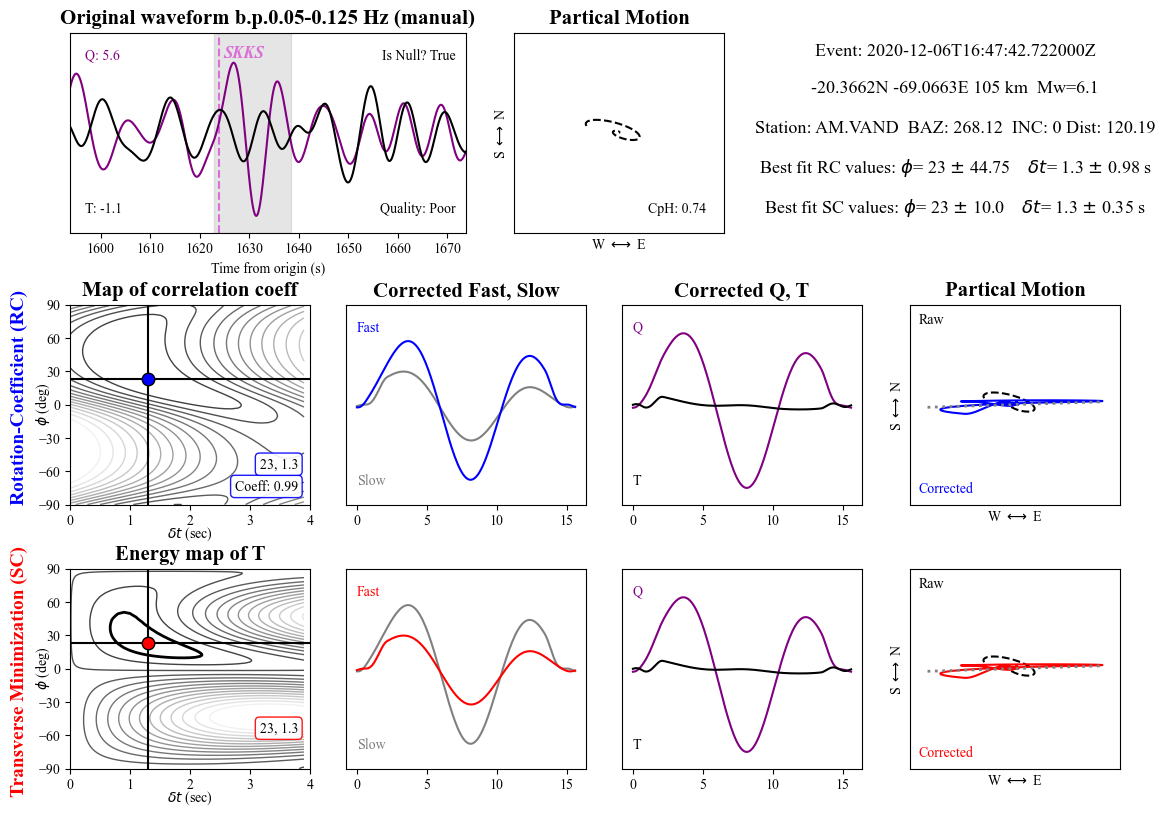 Original waveform b.p.0.05-0.125 Hz (manual)
Q: 5.6
SKKS
Is Null? True
T: -1.1
Quality: Poor
1600 1610 1620 1630 1640 1650 1660 1670
Time from origin (s)
Partical Motion
S ⟷ N
CpH: 0.74
W ⟷ E
Event: 2020-12-06T16:47:42.722000Z
-20.3662N -69.0663E 105 km Mw=6.1
Station: AM.VAND BAZ: 268.12 INC: 0 Dist: 120.19
Best fit RC values: ϕ= 23 ± 44.75 δt= 1.3 ± 0.98 s
Best fit SC values: ϕ= 23 ± 10.0 δt= 1.3 ± 0.35 s
Rotation-Coefficient (RC)
Map of correlation coeff
ϕ (deg)
90
60
30
0
−30
−60
−90
23, 1.3
Coeff: 0.99
0 1 2 3 4
δt (sec)
Corrected Fast, Slow
Fast
Slow
0 5 10 15
Corrected Q, T
Q
T
0 5 10 15
Partical Motion
Raw
S ⟷ N
Corrected
W ⟷ E
Transverse Minimization (SC)
Energy map of T
ϕ (deg)
90
60
30
0
−30
−60
−90
23, 1.3
0 1 2 3 4
δt (sec)
Fast
Slow
0 5 10 15
Q
T
0 5 10 15
Raw
S ⟷ N
Corrected
W ⟷ E